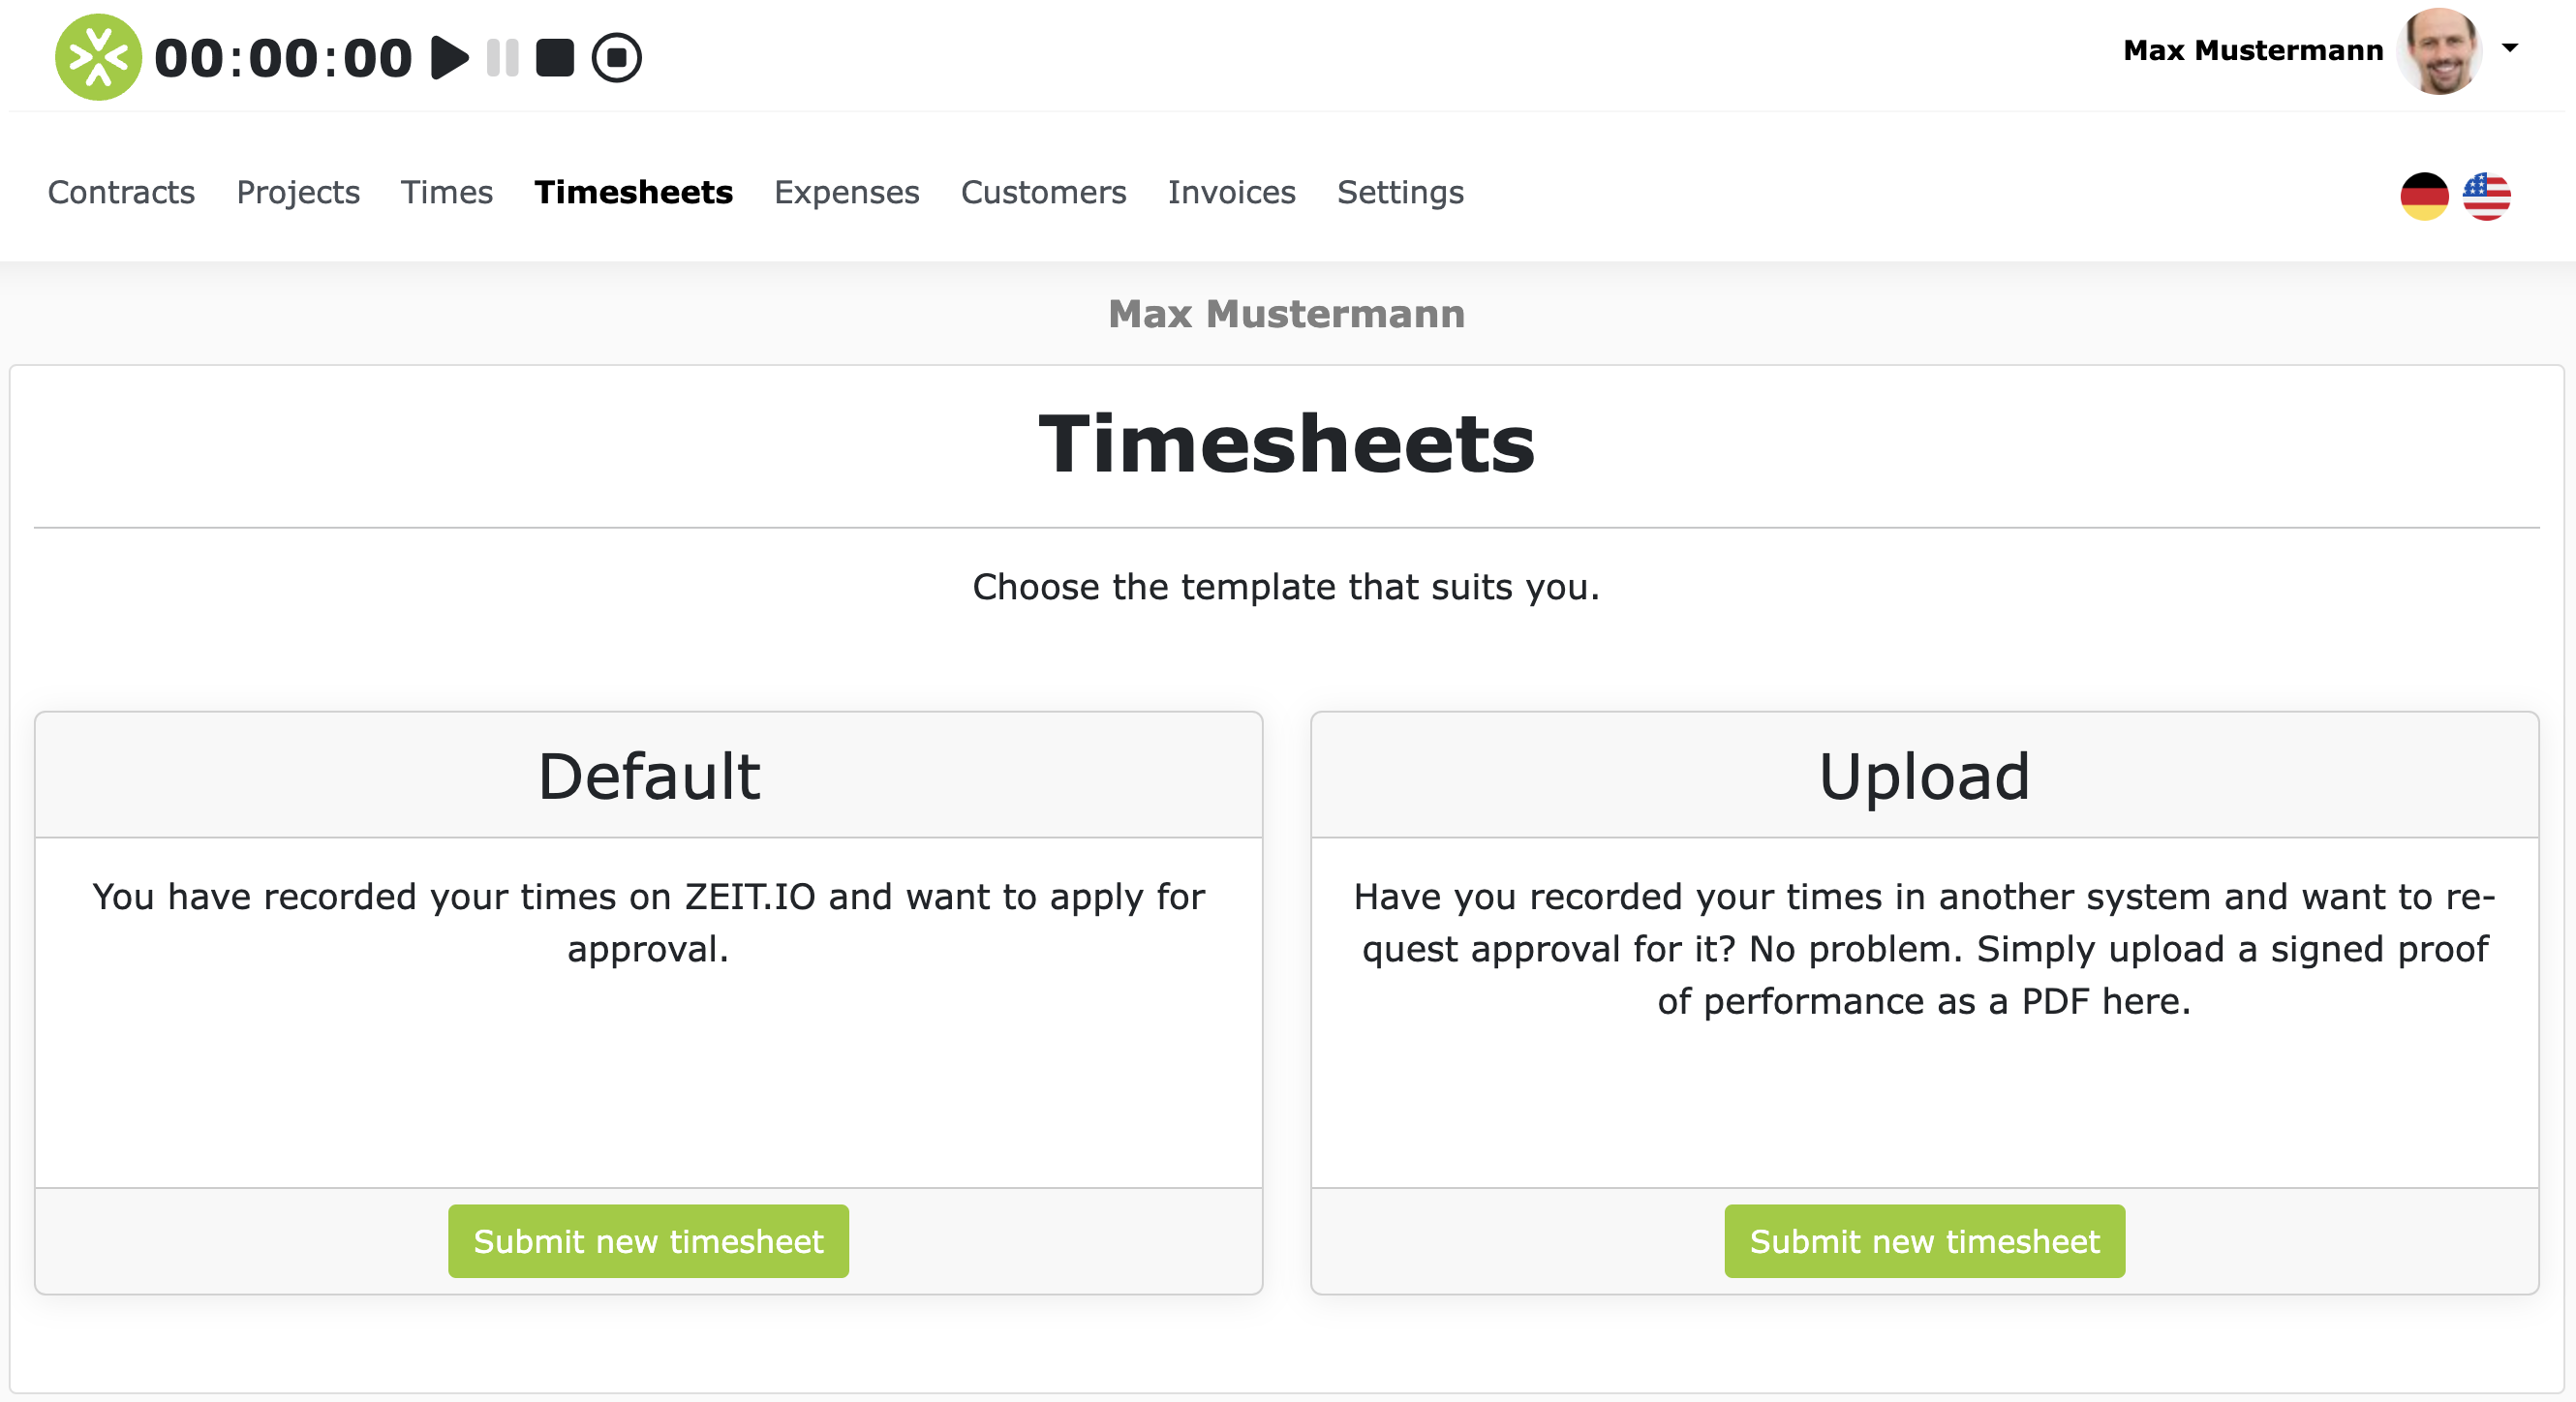 00:00:00
Max Mustermann
Contracts Projects Times Timesheets Expenses Customers Invoices Settings
Max Mustermann
Timesheets
Choose the template that suits you.
Default
You have recorded your times on ZEIT.IO and want to apply for
approval.
Submit new timesheet
Upload
Have you recorded your times in another system and want to re-
quest approval for it? No problem. Simply upload a signed proof
of performance as a PDF here.
Submit new timesheet